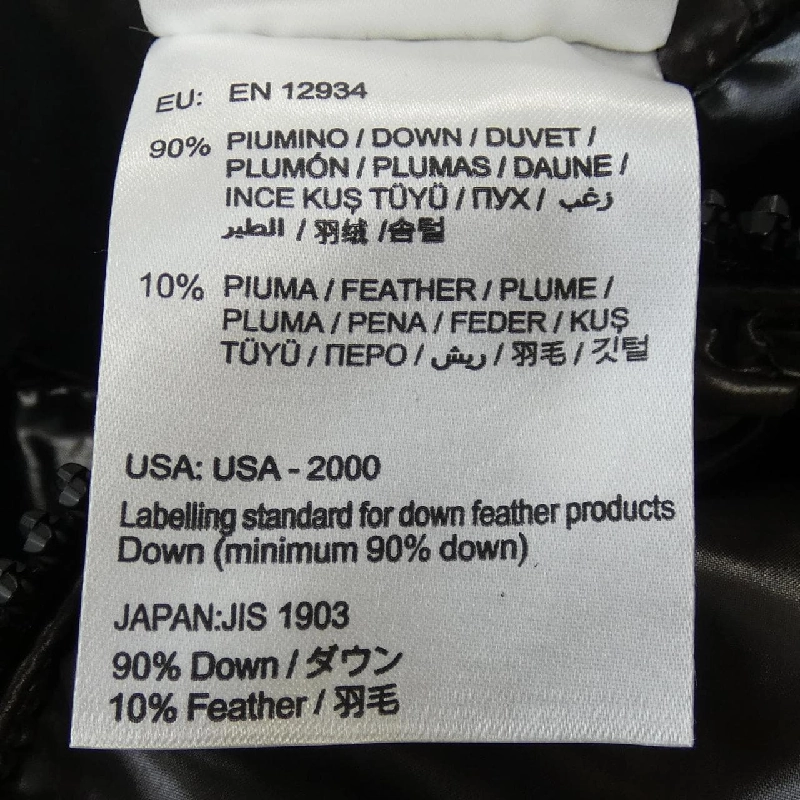 EU: EN 12934
90% PIUMINO / DOWN / DUVET /
PLUMÓN / PLUMAS / DAUNE /
INCE KUŞ TÜYÜ / ПУХ / زغب
الطير / 羽绒 /솜털
10% PIUMA / FEATHER / PLUME /
PLUMA / PENA / FEDER / KUŞ
TÜYÜ / ПЕРО / ريش / 羽毛 / 깃털
USA: USA - 2000
Labelling standard for down feather products
Down (minimum 90% down)
JAPAN:JIS 1903
90% Down / ダウン
10% Feather / 羽毛